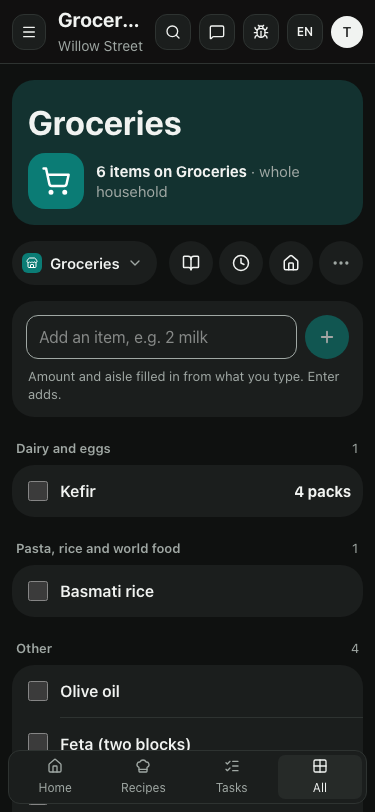 Grocer...
Willow Street
EN
T
Groceries
6 items on Groceries · whole
household
Groceries
Add an item, e.g. 2 milk
Amount and aisle filled in from what you type. Enter
adds.
Dairy and eggs 1
Kefir 4 packs
Pasta, rice and world food 1
Basmati rice
Other 4
Olive oil
Feta (two blocks)
Home Recipes Tasks All